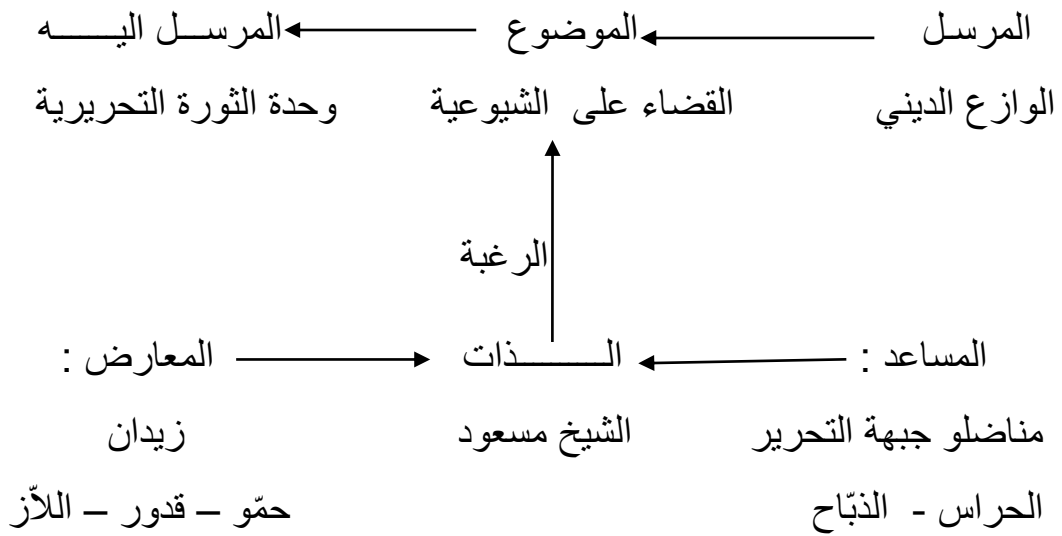 المرسل الموضوع المرسل اليه
الوازع الديني القضاء على الشيوعية وحدة الثورة التحريرية
الرغبة
المساعد : الذات المعارض :
مناضلو جبهة التحرير الشيخ مسعود زيدان
الحراس - الذبّاح حمّو – قدور – اللاّز